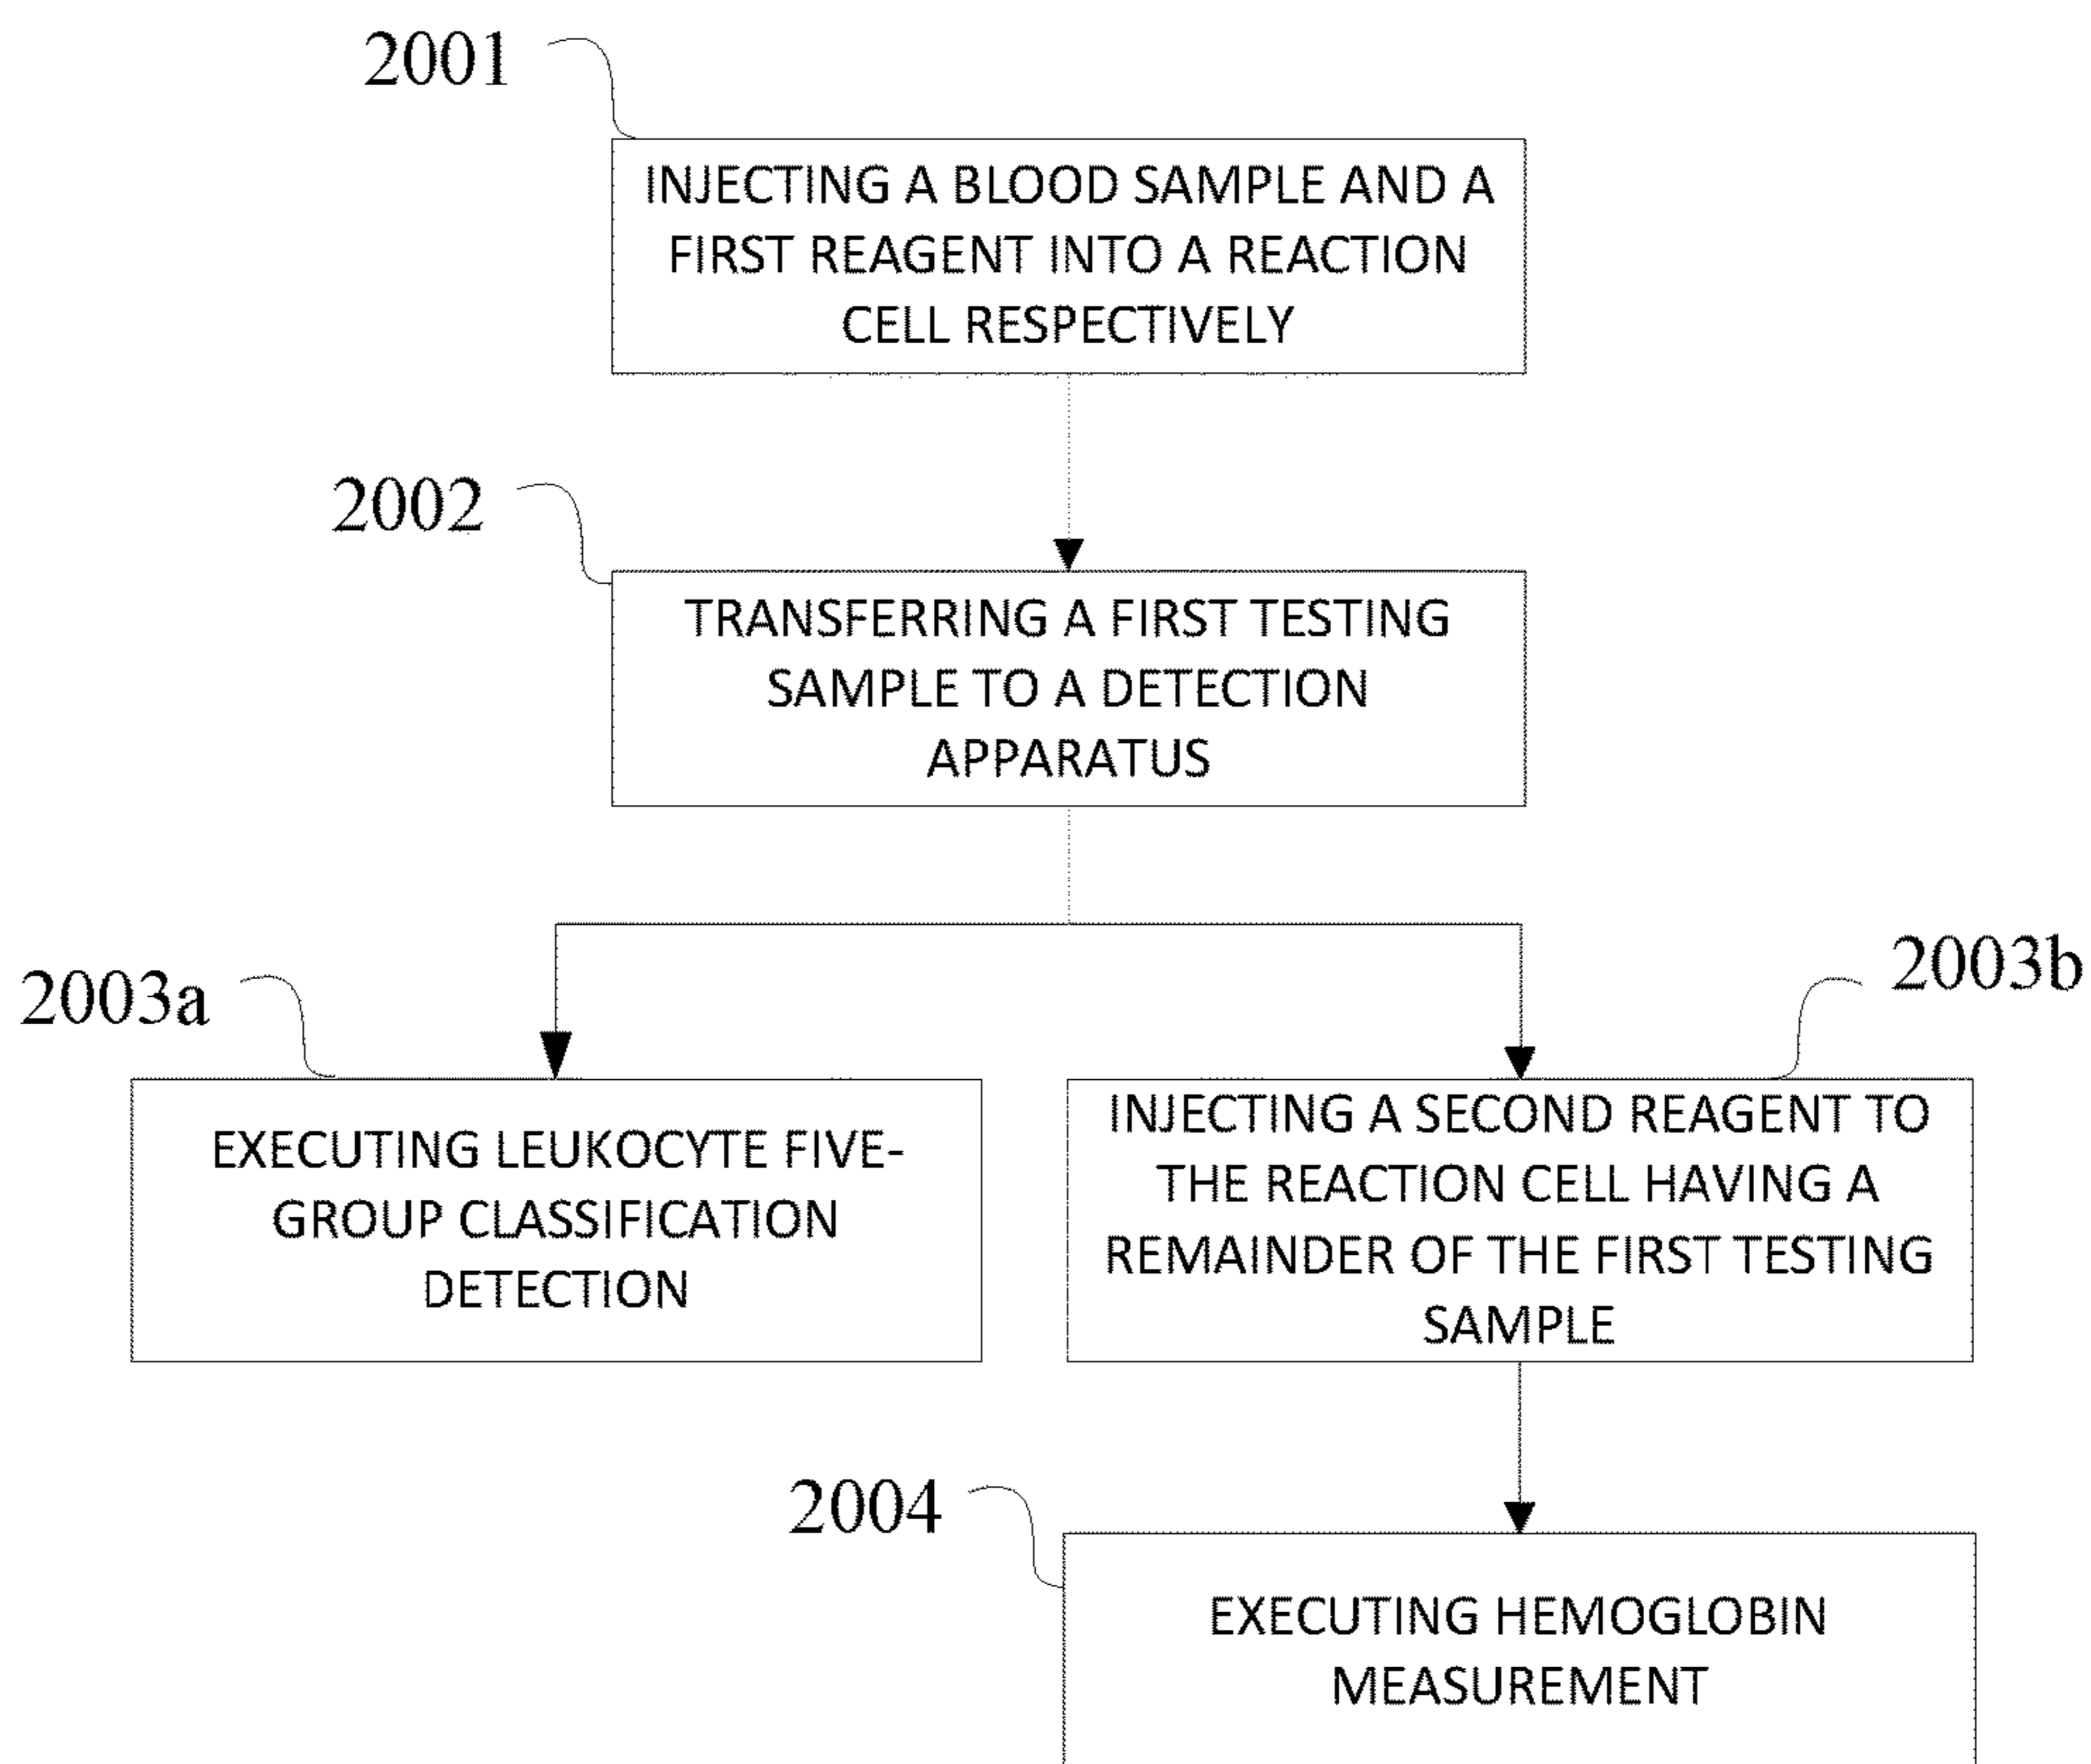 2001
INJECTING A BLOOD SAMPLE AND A
FIRST REAGENT INTO A REACTION
CELL RESPECTIVELY
2002
TRANSFERRING A FIRST TESTING
SAMPLE TO A DETECTION
APPARATUS
2003a
EXECUTING LEUKOCYTE FIVE-
GROUP CLASSIFICATION
DETECTION
2003b
INJECTING A SECOND REAGENT TO
THE REACTION CELL HAVING A
REMAINDER OF THE FIRST TESTING
SAMPLE
2004
EXECUTING HEMOGLOBIN
MEASUREMENT